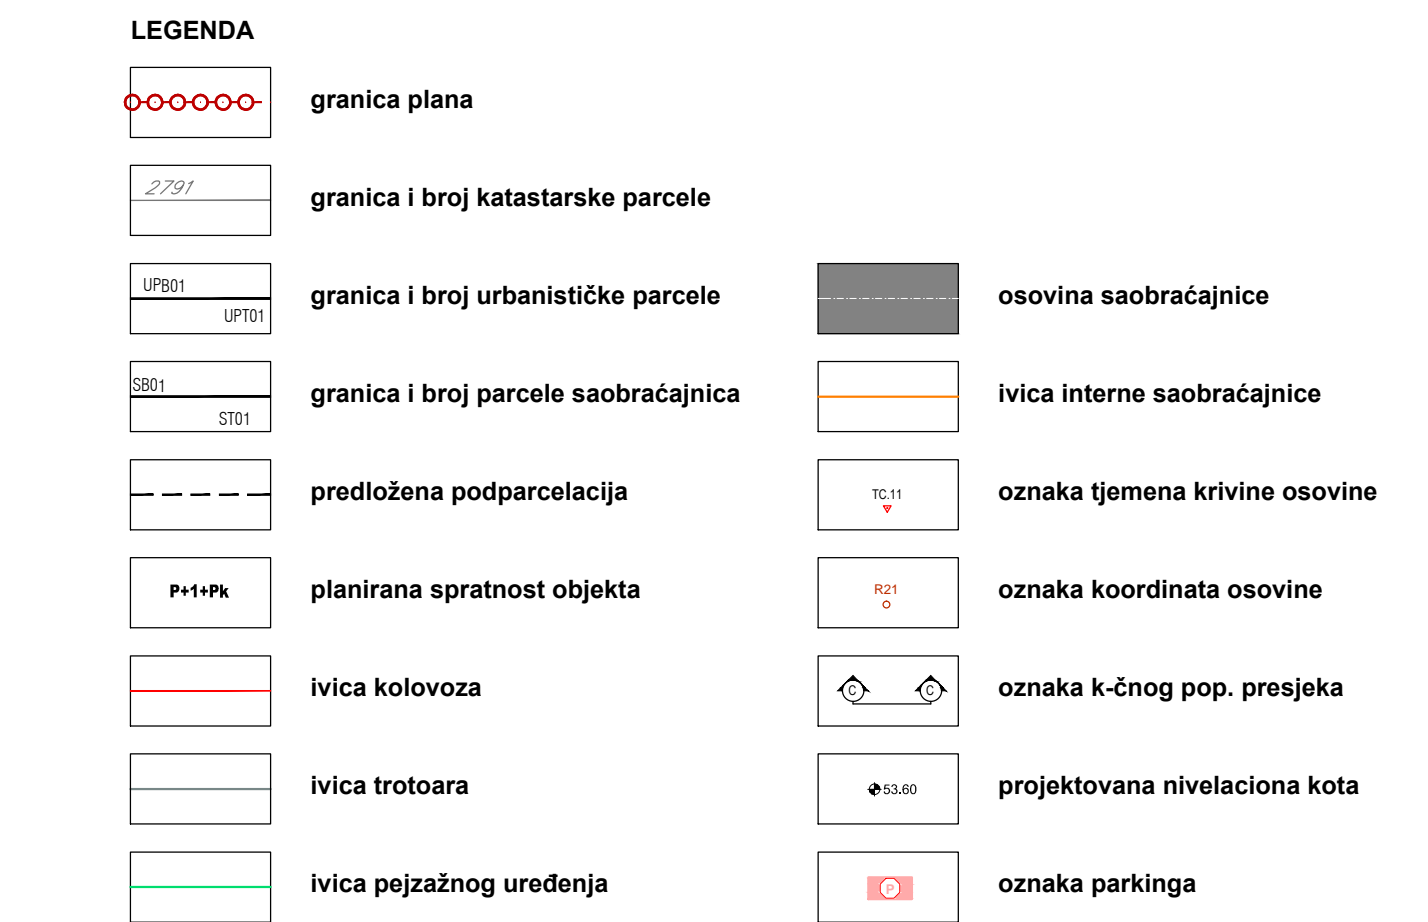 LEGENDA
granica plana
2791
granica i broj katastarske parcele
UPB01
UPT01
granica i broj urbanističke parcele
SB01
ST01
granica i broj parcele saobraćajnica
predložena podparcelacija
P+1+Pk
planirana spratnost objekta
ivica kolovoza
ivica trotoara
ivica pejzažnog uređenja
osovina saobraćajnice
ivica interne saobraćajnice
TC.11
oznaka tjemena krivine osovine
R21
oznaka koordinata osovine
C C
oznaka k-čnog pop. presjeka
53.60
projektovana nivelaciona kota
P
oznaka parkinga